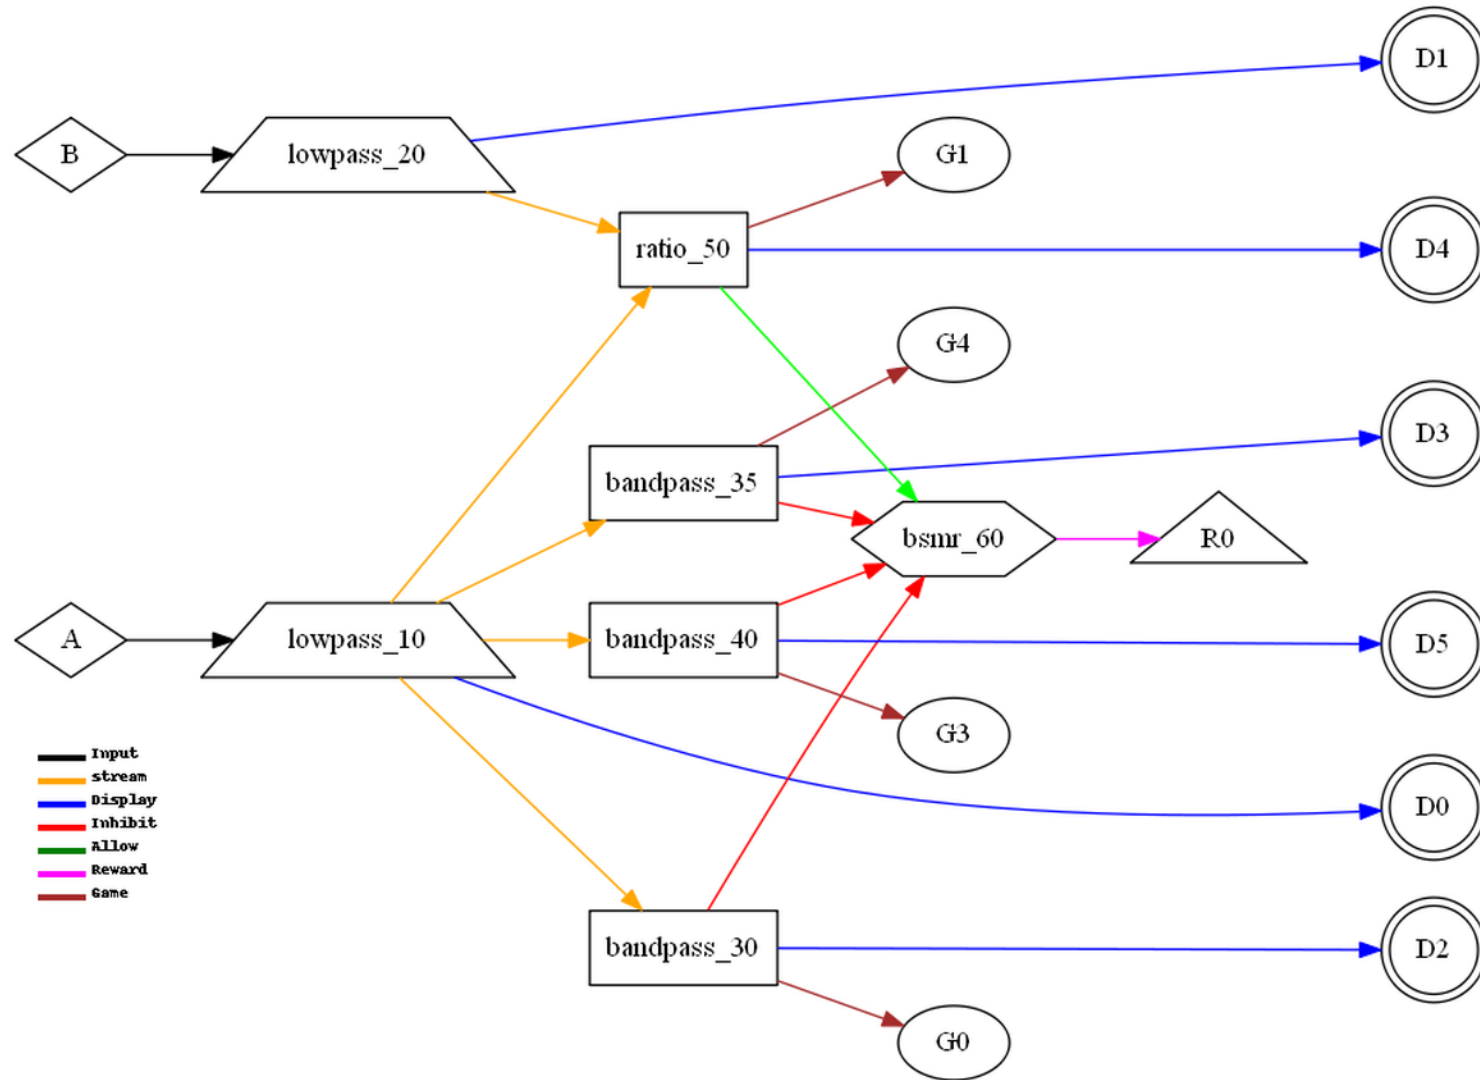 D1
B
lowpass_20
G1
ratio_50
D4
G4
bandpass_35
D3
bsmr_60
R0
A
lowpass_10
bandpass_40
D5
G3
Input
stream
Display
Inhibit
Allow
Reward
Game
D0
bandpass_30
D2
G0